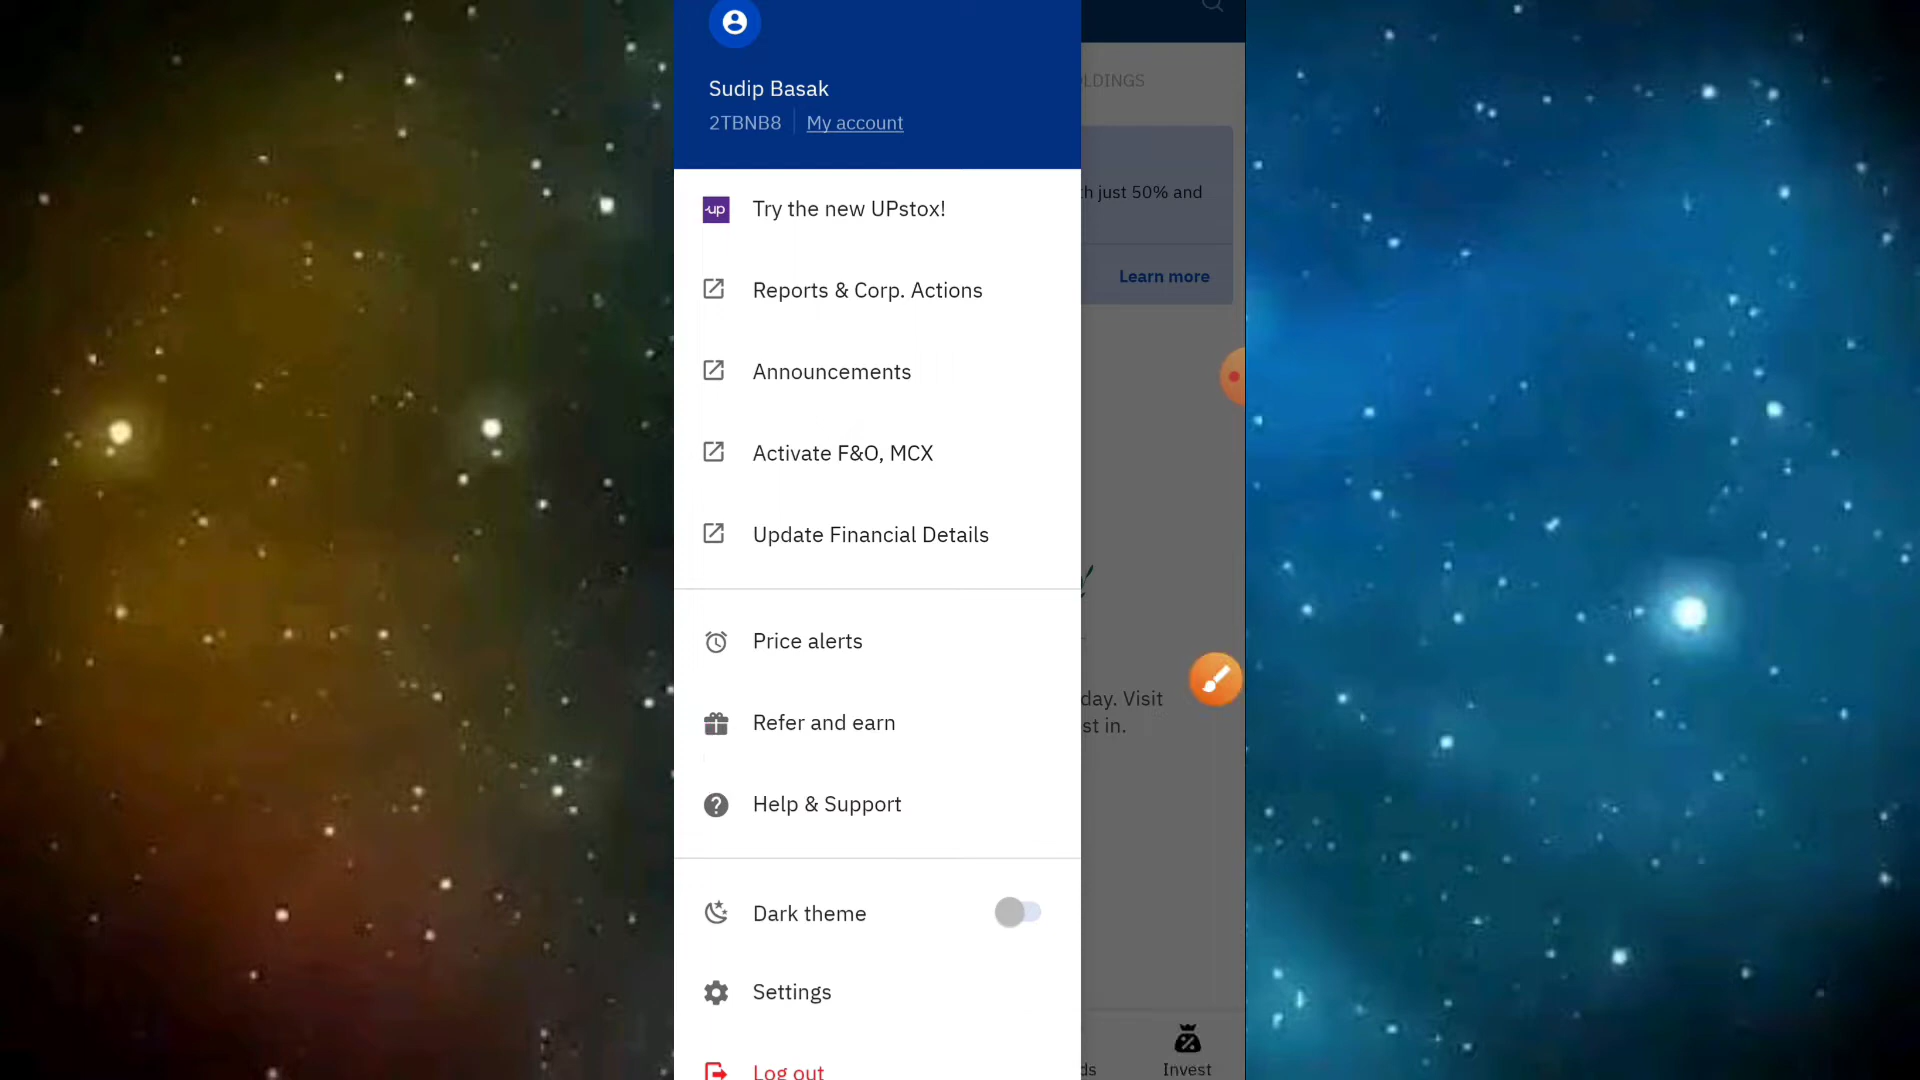 Sudip Basak
2TBNB8 My account
LDINGS
up Try the new UPstox!
h just 50% and
Learn more
Reports & Corp. Actions
Announcements
Activate F&O, MCX
Update Financial Details
Price alerts
day. Visit
st in.
Refer and earn
Help & Support
Dark theme
Settings
Log out
ds
Invest